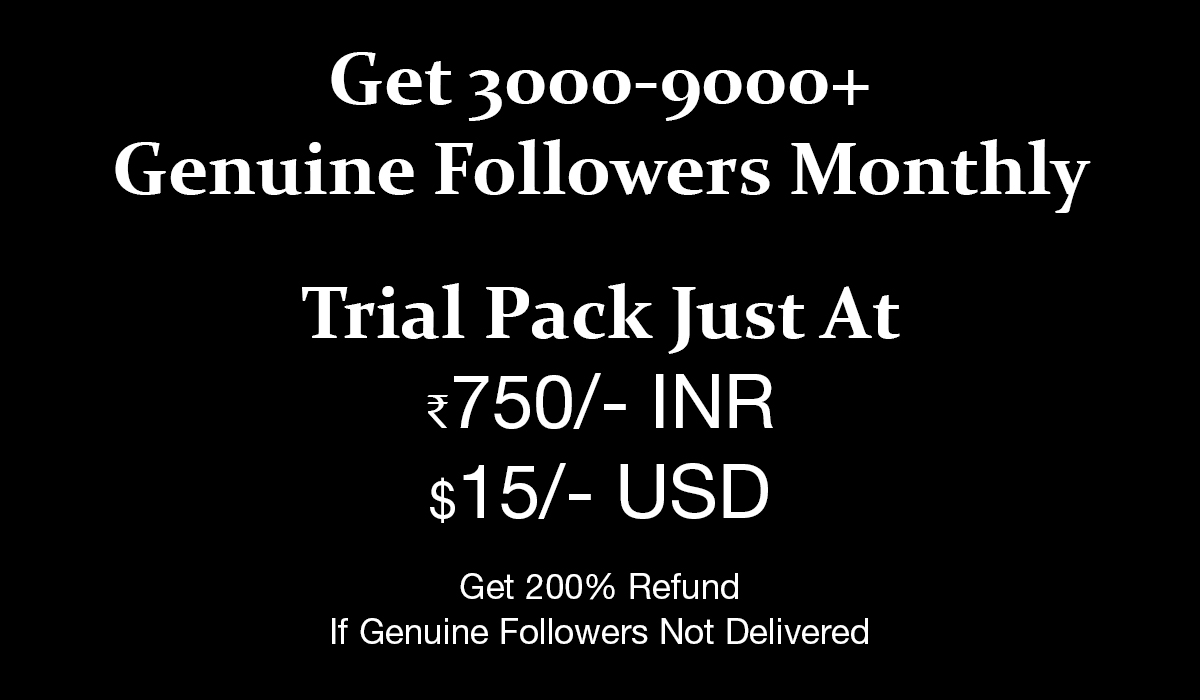 Get 3000-9000+
Genuine Followers Monthly
Trial Pack Just At
₹750/- INR
$15/- USD
Get 200% Refund
If Genuine Followers Not Delivered